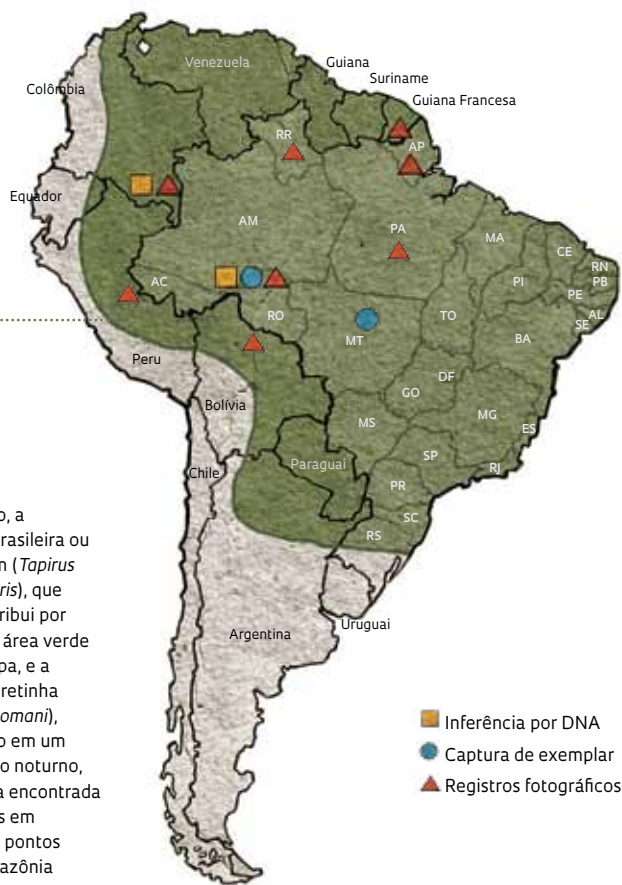 Venezuela
Guiana
Suriname
Guiana Francesa
Colômbia
RR
AP
Equador
AM
PA
MA
CE
RN
PB
PI
PE
AL
SE
AC
RO
MT
TO
BA
Peru
DF
GO
Bolívia
MG
ES
MS
Paraguai
SP
RJ
Chile
PR
SC
RS
Uruguai
Argentina
o, a
rasileira ou
n (Tapirus
ris), que
ribui por
área verde
pa, e a
retinha
omani),
o em um
o noturno,
a encontrada
s em
pontos
azônia
Inferência por DNA
Captura de exemplar
Registros fotográficos